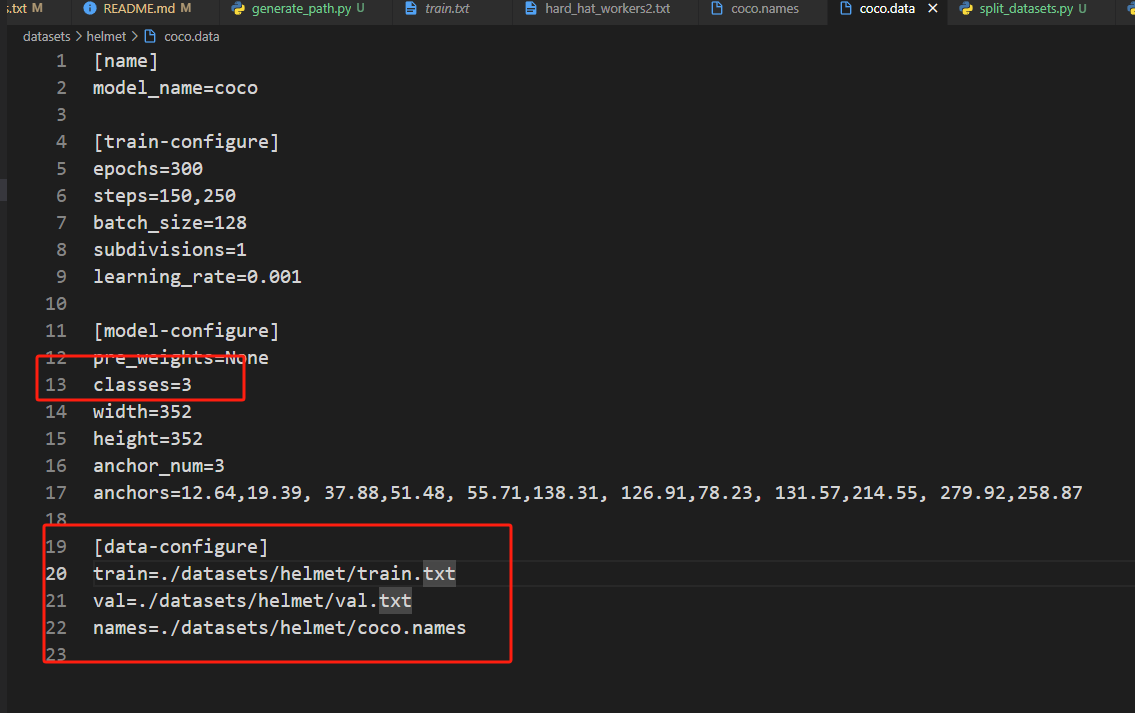 s.txt M README.md M generate_path.py U train.txt hard_hat_workers2.txt coco.names coco.data × split_datasets.py U
datasets > helmet > coco.data
1 [name]
2 model_name=coco
3
4 [train-configure]
5 epochs=300
6 steps=150,250
7 batch_size=128
8 subdivisions=1
9 learning_rate=0.001
10
11 [model-configure]
12 pre_weights=None
13 classes=3
14 width=352
15 height=352
16 anchor_num=3
17 anchors=12.64,19.39, 37.88,51.48, 55.71,138.31, 126.91,78.23, 131.57,214.55, 279.92,258.87
18
19 [data-configure]
20 train=./datasets/helmet/train.txt
21 val=./datasets/helmet/val.txt
22 names=./datasets/helmet/coco.names
23